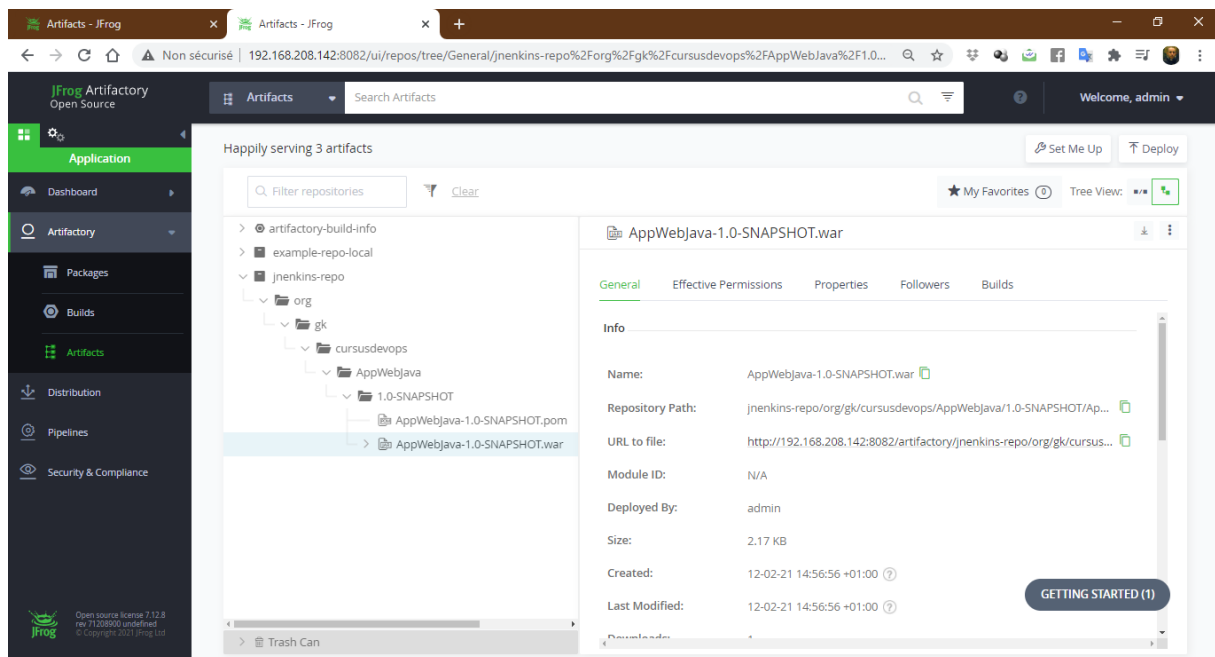 Artifacts - JFrog
Artifacts - JFrog
Non sécurisé | 192.168.208.142:8082/ui/repos/tree/General/jnenkins-repo%2Forg%2Fgk%2Fcursusdevops%2FAppWebJava%2F1.0...
JFrog Artifactory
Open Source
Artifacts
Search Artifacts
Welcome, admin
Application
Dashboard
Artifactory
Packages
Builds
Artifacts
Distribution
Pipelines
Security & Compliance
JFrog
Open source license 7.12.8
rev 71208900 undefined
© Copyright 2021 JFrog Ltd
Happily serving 3 artifacts
Set Me Up
Deploy
Filter repositories
Clear
My Favorites (0)
Tree View:
artifactory-build-info
example-repo-local
jnenkins-repo
org
gk
cursusdevops
AppWebJava
1.0-SNAPSHOT
AppWebJava-1.0-SNAPSHOT.pom
AppWebJava-1.0-SNAPSHOT.war
Trash Can
AppWebJava-1.0-SNAPSHOT.war
General Effective Permissions Properties Followers Builds
Info
Name: AppWebJava-1.0-SNAPSHOT.war
Repository Path: jnenkins-repo/org/gk/cursusdevops/AppWebJava/1.0-SNAPSHOT/Ap...
URL to file: http://192.168.208.142:8082/artifactory/jnenkins-repo/org/gk/cursus...
Module ID: N/A
Deployed By: admin
Size: 2.17 KB
Created: 12-02-21 14:56:56 +01:00
Last Modified: 12-02-21 14:56:56 +01:00
Downloads:
GETTING STARTED (1)